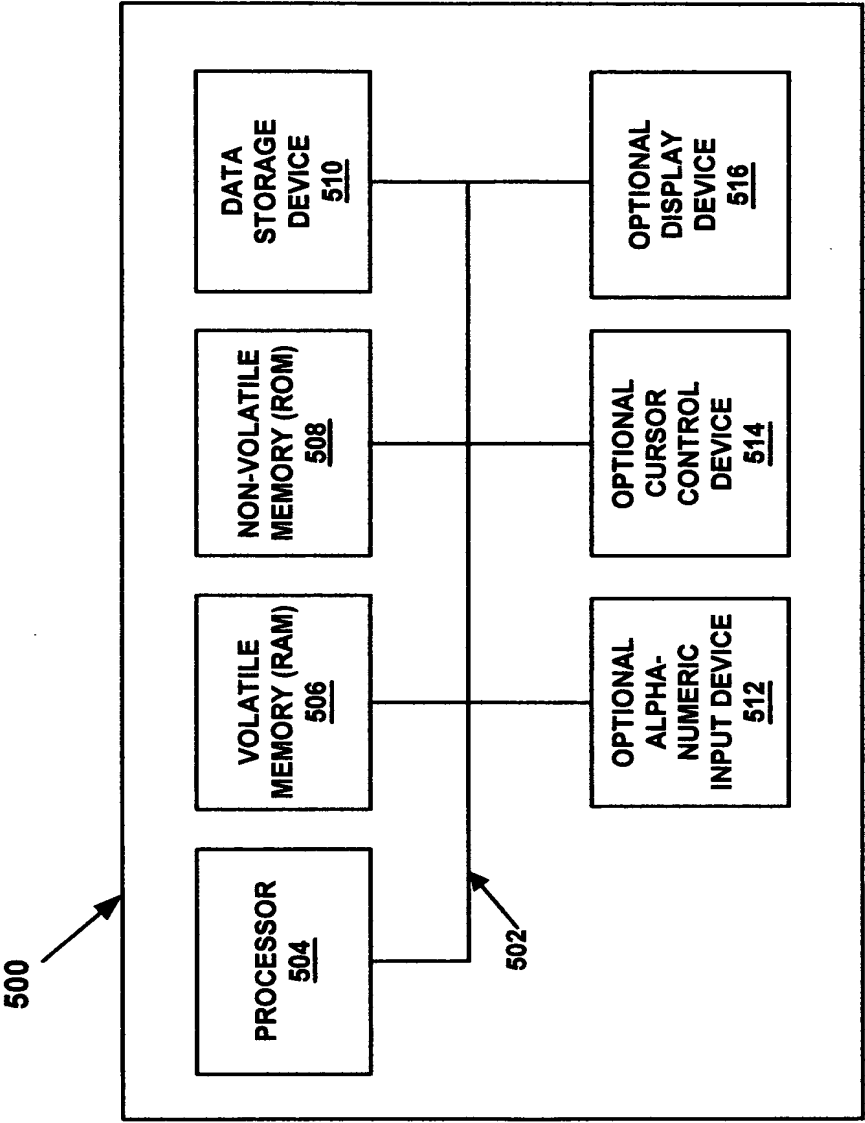 500
PROCESSOR
504
VOLATILE
MEMORY (RAM)
506
NON-VOLATILE
MEMORY (ROM)
508
DATA
STORAGE
DEVICE
510
502
OPTIONAL
ALPHA-
NUMERIC
INPUT DEVICE
512
OPTIONAL
CURSOR
CONTROL
DEVICE
514
OPTIONAL
DISPLAY
DEVICE
516